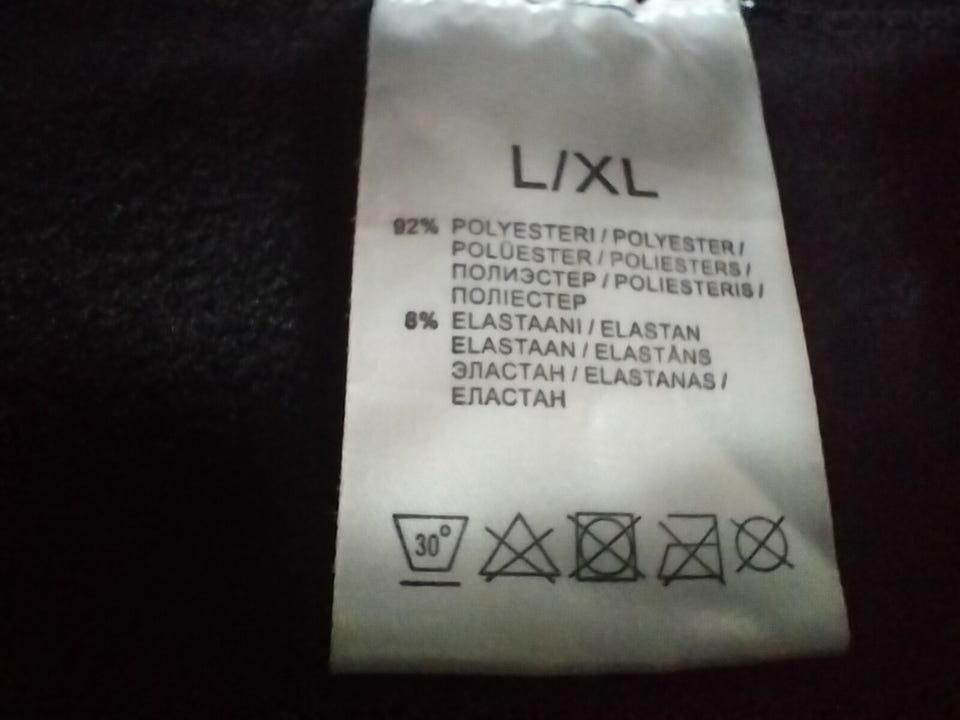 L/XL
92% POLYESTERI / POLYESTER /
POLÜESTER / POLIESTERS /
ПОЛИЭСТЕР / POLIESTERIS /
ПОЛІЕСТЕР
8% ELASTAANI / ELASTAN
ELASTAAN / ELASTĀNS
ЭЛАСТАН / ELASTANAS /
ЕЛАСТАН
30°